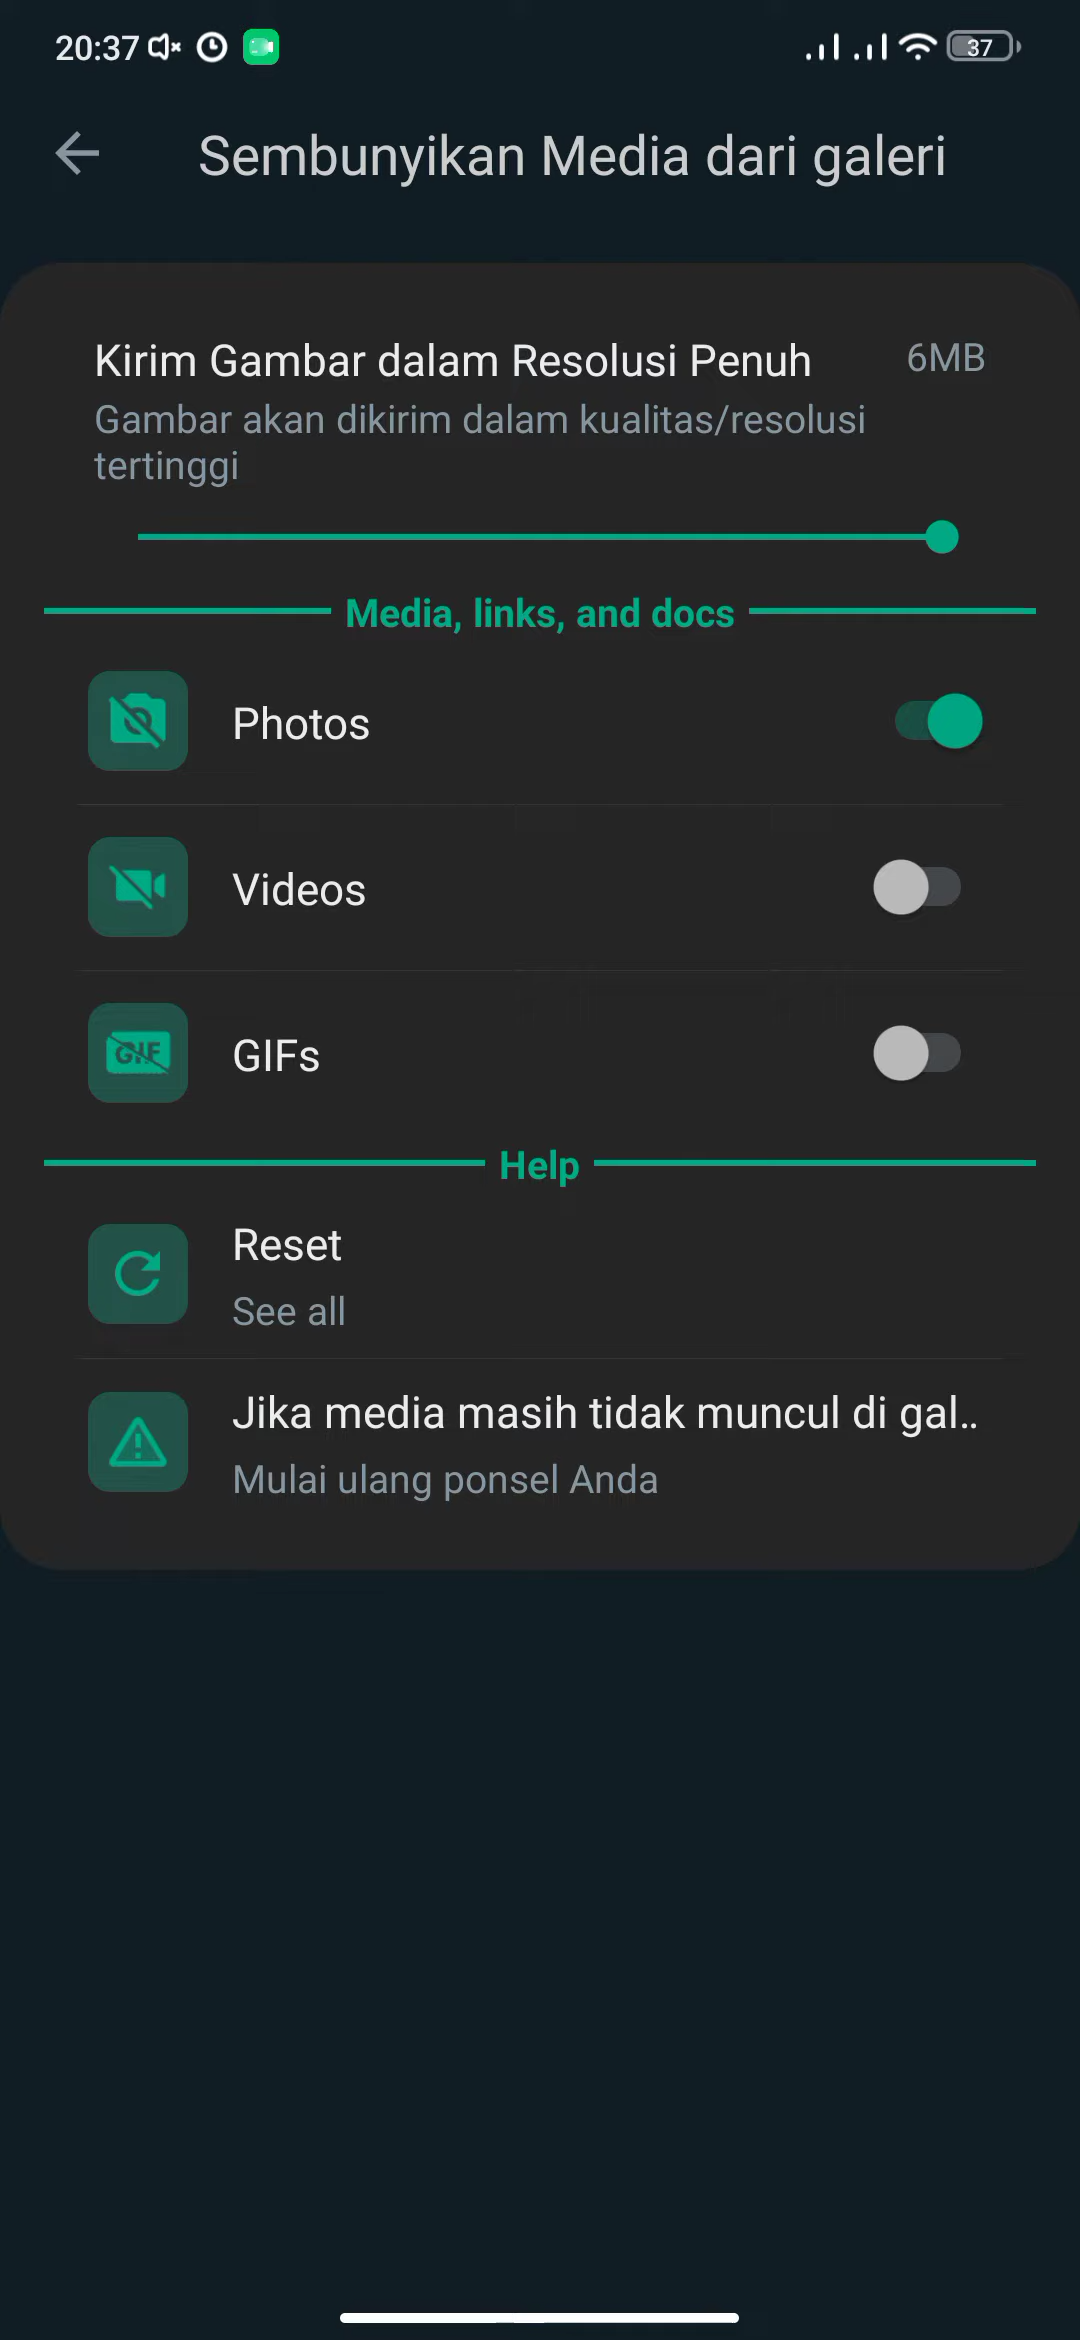 20:37
37
Sembunyikan Media dari galeri
Kirim Gambar dalam Resolusi Penuh
6MB
Gambar akan dikirim dalam kualitas/resolusi
tertinggi
Media, links, and docs
Photos
Videos
GIF
GIFs
Help
Reset
See all
Jika media masih tidak muncul di gal..
Mulai ulang ponsel Anda